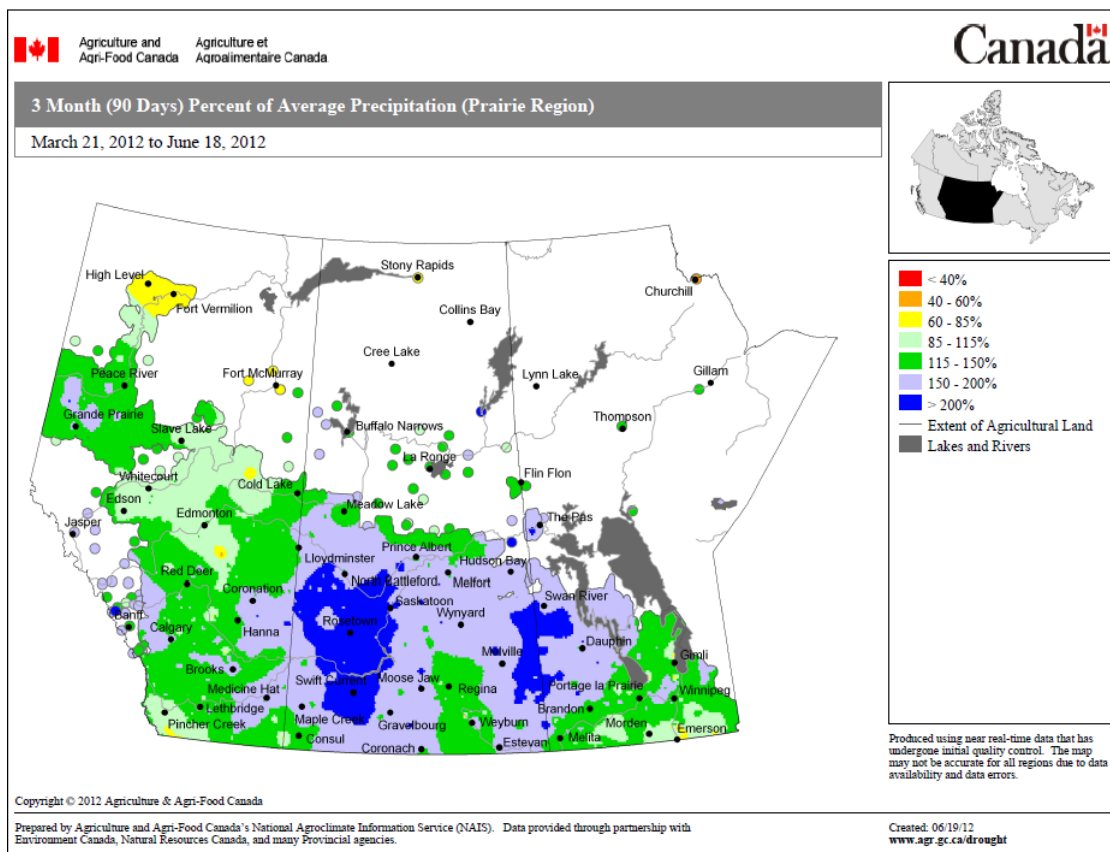 Agriculture and Agriculture et
Agri-Food Canada Agroalimentaire Canada
Canada
3 Month (90 Days) Percent of Average Precipitation (Prairie Region)
March 21, 2012 to June 18, 2012
High Level
Fort Vermilion
Stony Rapids
Churchill
Collins Bay
Cree Lake
Peace River
Fort McMurray
Lynn Lake
Gillam
Grande Prairie
Thompson
Slave Lake
Buffalo Narrows
La Ronge
Whitecourt
Cold Lake
Flin Flon
Edson
Meadow Lake
Edmonton
Jasper
The Pas
Lloydminster
Prince Albert
Hudson Bay
Red Deer
North Battleford
Melfort
Coronation
Saskatoon
Swan River
Banff
Rosetown
Wynyard
Calgary
Hanna
Dauphin
Brooks
Melville
Gimli
Medicine Hat
Swift Current
Moose Jaw
Regina
Portage la Prairie
Winnipeg
Lethbridge
Maple Creek
Brandon
Pincher Creek
Gravelbourg
Weyburn
Morden
Emerson
Consul
Coronach
Estevan
Melita
< 40%
40 - 60%
60 - 85%
85 - 115%
115 - 150%
150 - 200%
> 200%
Extent of Agricultural Land
Lakes and Rivers
Produced using near real-time data that has
undergone initial quality control. The map
may not be accurate for all regions due to data
availability and data errors.
Copyright © 2012 Agriculture & Agri-Food Canada
Prepared by Agriculture and Agri-Food Canada's National Agroclimate Information Service (NAIS). Data provided through partnership with
Environment Canada, Natural Resources Canada, and many Provincial agencies.
Created: 06/19/12
www.agr.gc.ca/drought